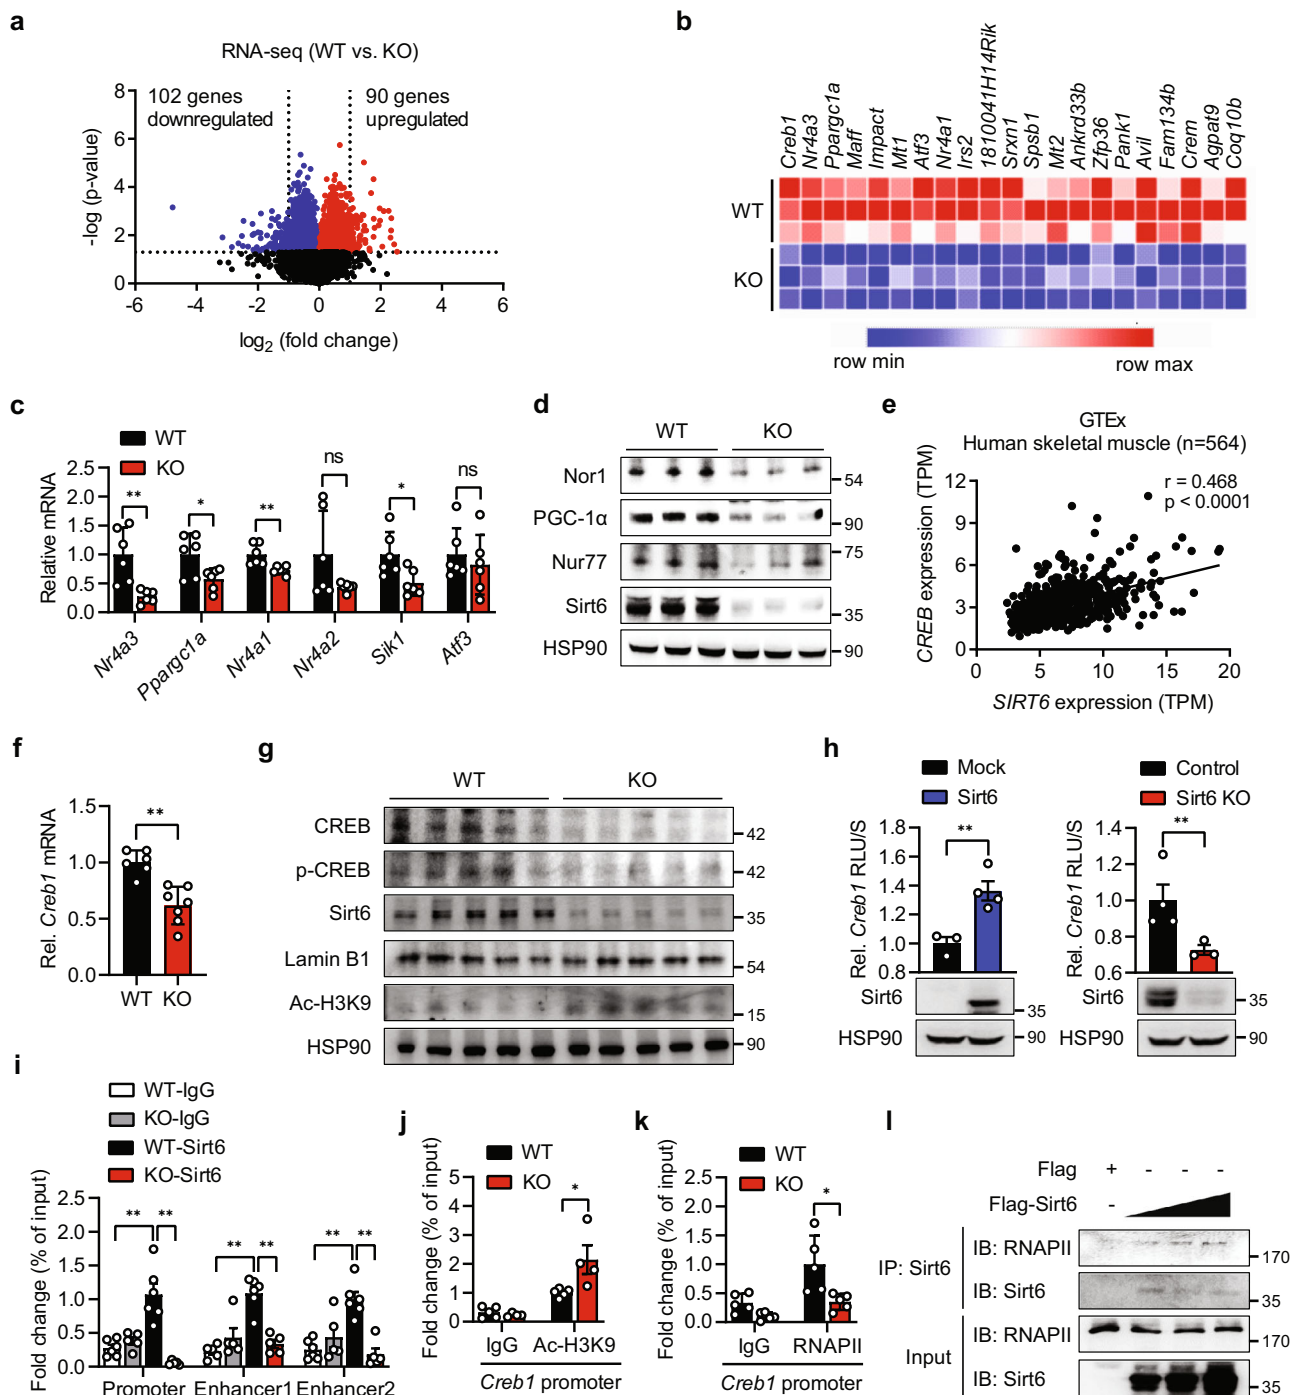 a
RNA-seq (WT vs. KO)
102 genes downregulated
90 genes upregulated
-log (p-value)
8
6
4
2
0
-6 -4 -2 0 2 4 6
log2 (fold change)
b
Creb1 Nr4a3 Ppargc1a Maff Impact Mt1 Atf3 Nr4a1 Irs2 1810041H14Rik Srxn1 Spsb1 Mt2 Ankrd33b Zfp36 Pank1 Avil Fam134b Crem Agpat9 Coq10b
WT
KO
row min row max
c
WT
KO
Relative mRNA
2.5
2.0
1.5
1.0
0.5
0.0
** * ** ns * ns
Nr4a3 Ppargc1a Nr4a1 Nr4a2 Sik1 Atf3
d
WT KO
Nor1 54
PGC-1α 90
Nur77 75
Sirt6 35
HSP90 90
e
GTEx
Human skeletal muscle (n=564)
r = 0.468
p < 0.0001
CREB expression (TPM)
12
9
6
3
0
0 5 10 15 20
SIRT6 expression (TPM)
f
Rel. Creb1 mRNA
1.5
1.0
0.5
0.0
**
WT KO
g
WT KO
CREB 42
p-CREB 42
Sirt6 35
Lamin B1 54
Ac-H3K9 15
HSP90 90
h
Mock
Sirt6
Rel. Creb1 RLU/S
1.8
1.6
1.4
1.2
1.0
0.8
**
Sirt6 35
HSP90 90
Control
Sirt6 KO
Rel. Creb1 RLU/S
1.4
1.2
1.0
0.8
0.6
**
Sirt6 35
HSP90 90
i
WT-IgG
KO-IgG
WT-Sirt6
KO-Sirt6
Fold change (% of input)
2.5
2.0
1.5
1.0
0.5
0.0
** ** ** ** ** **
Promoter Enhancer1 Enhancer2
j
WT
KO
Fold change (% of input)
5
4
3
2
1
0
*
IgG Ac-H3K9
Creb1 promoter
k
WT
KO
Fold change (% of input)
2.5
2.0
1.5
1.0
0.5
0.0
*
IgG RNAPII
Creb1 promoter
l
Flag + - - -
Flag-Sirt6 -
IP: Sirt6
IB: RNAPII 170
IB: Sirt6 35
Input
IB: RNAPII 170
IB: Sirt6 35